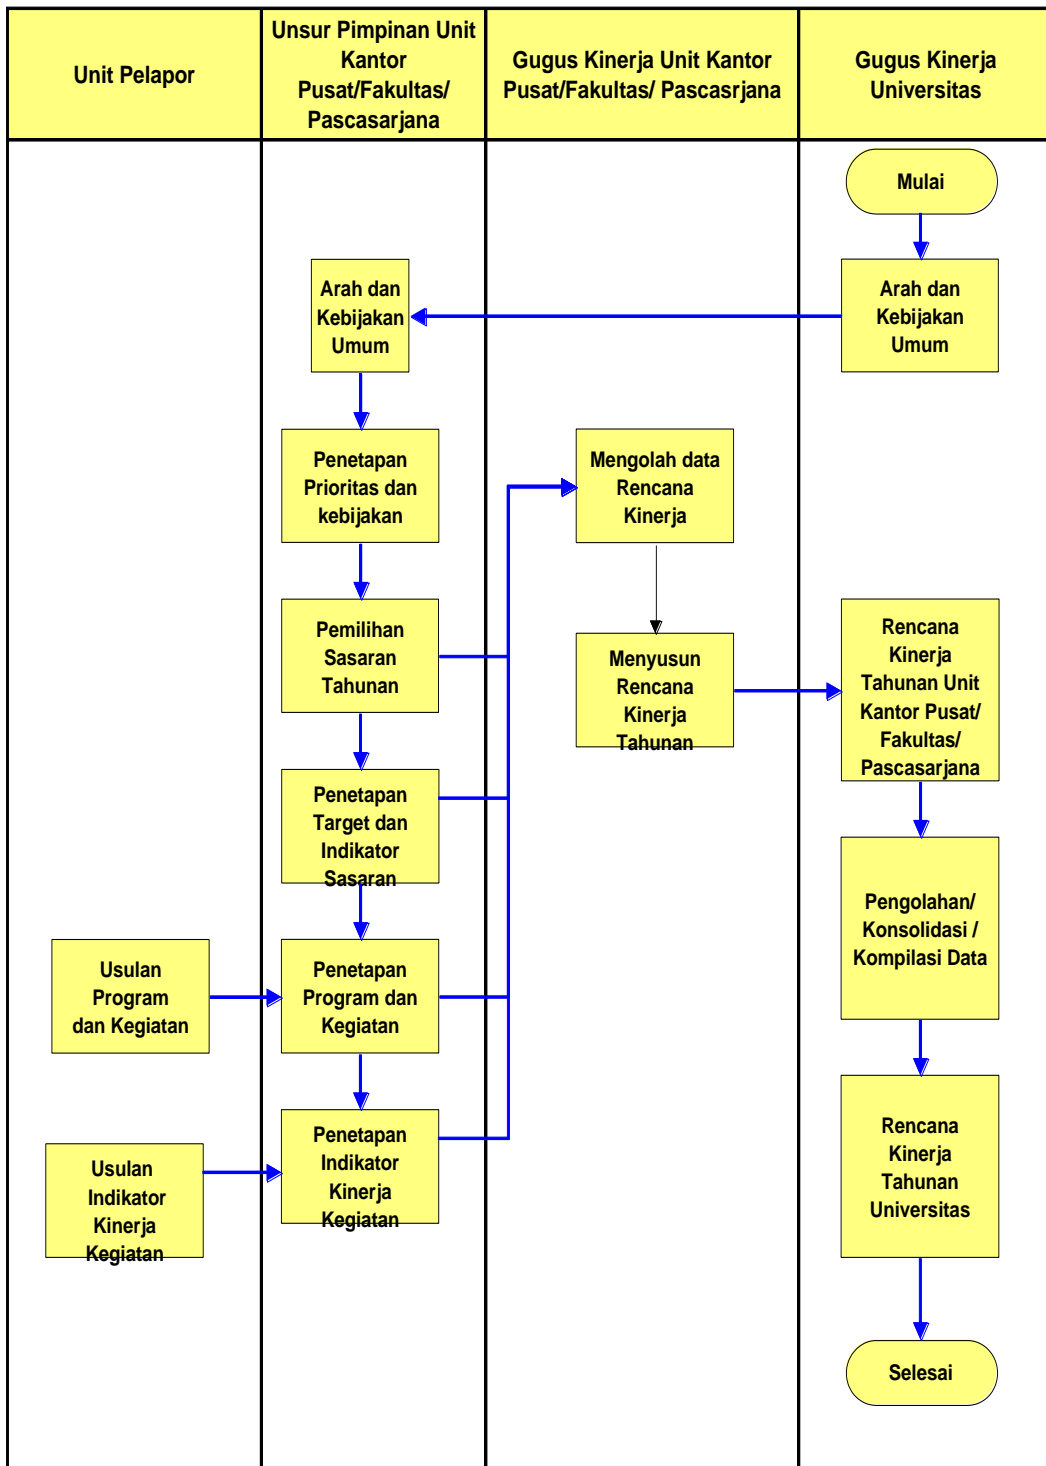 Unit Pelapor
Unsur Pimpinan Unit
Kantor
Pusat/Fakultas/
Pascasarjana
Gugus Kinerja Unit Kantor
Pusat/Fakultas/ Pascasrjana
Gugus Kinerja
Universitas
Mulai
Arah dan
Kebijakan
Umum
Arah dan
Kebijakan
Umum
Penetapan
Prioritas dan
kebijakan
Mengolah data
Rencana
Kinerja
Pemilihan
Sasaran
Tahunan
Menyusun
Rencana
Kinerja
Tahunan
Rencana
Kinerja
Tahunan Unit
Kantor Pusat/
Fakultas/
Pascasarjana
Penetapan
Target dan
Indikator
Sasaran
Pengolahan/
Konsolidasi /
Kompilasi Data
Usulan
Program
dan Kegiatan
Penetapan
Program dan
Kegiatan
Usulan
Indikator
Kinerja
Kegiatan
Penetapan
Indikator
Kinerja
Kegiatan
Rencana
Kinerja
Tahunan
Universitas
Selesai